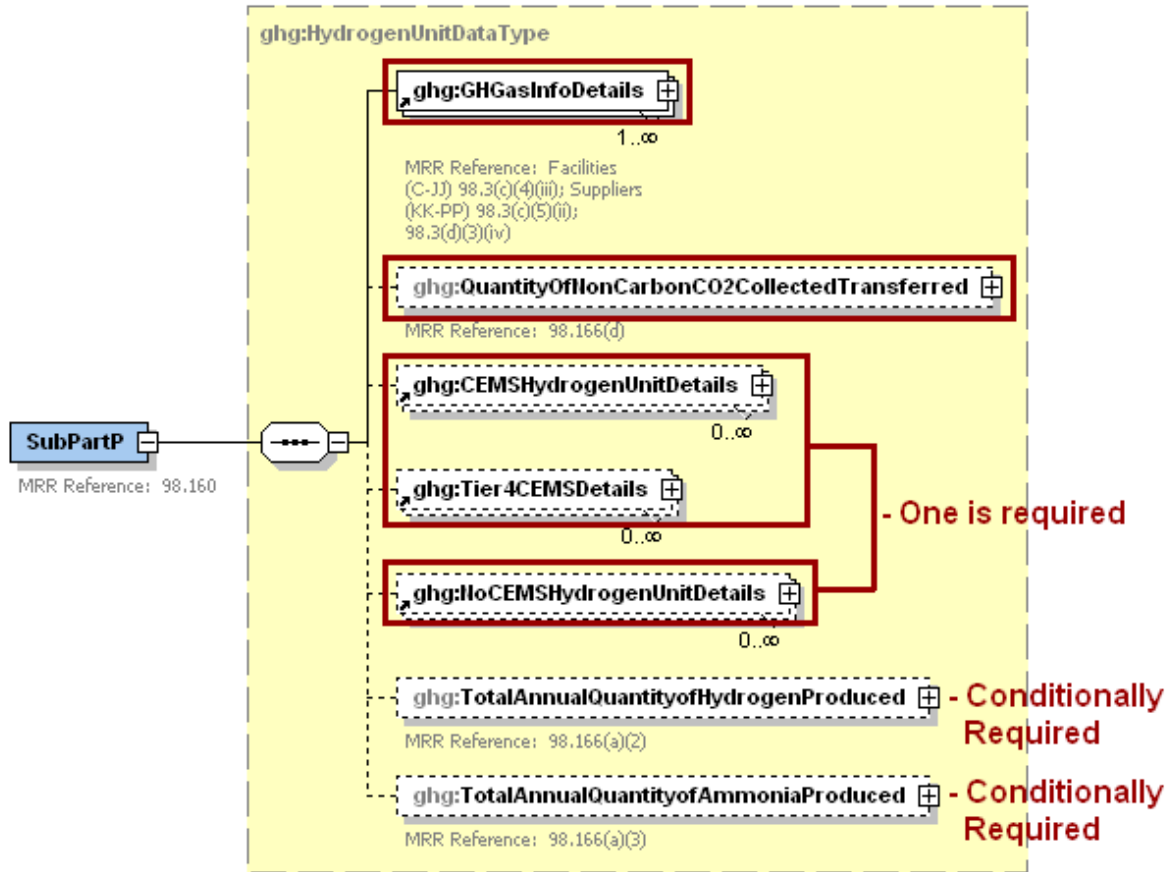 ghg:HydrogenUnitDataType
ghg:GHGasInfoDetails
1..∞
MRR Reference: Facilities
(C-JJ) 98.3(c)(4)(iii); Suppliers
(KK-PP) 98.3(c)(5)(ii);
98.3(d)(3)(iv)
ghg:QuantityOfNonCarbonCO2CollectedTransferred
MRR Reference: 98.166(d)
ghg:CEMSHydrogenUnitDetails
0..∞
SubPartP
MRR Reference: 98.160
ghg:Tier4CEMSDetails
0..∞
- One is required
ghg:NoCEMSHydrogenUnitDetails
0..∞
ghg:TotalAnnualQuantityofHydrogenProduced
- Conditionally
Required
MRR Reference: 98.166(a)(2)
ghg:TotalAnnualQuantityofAmmoniaProduced
- Conditionally
Required
MRR Reference: 98.166(a)(3)